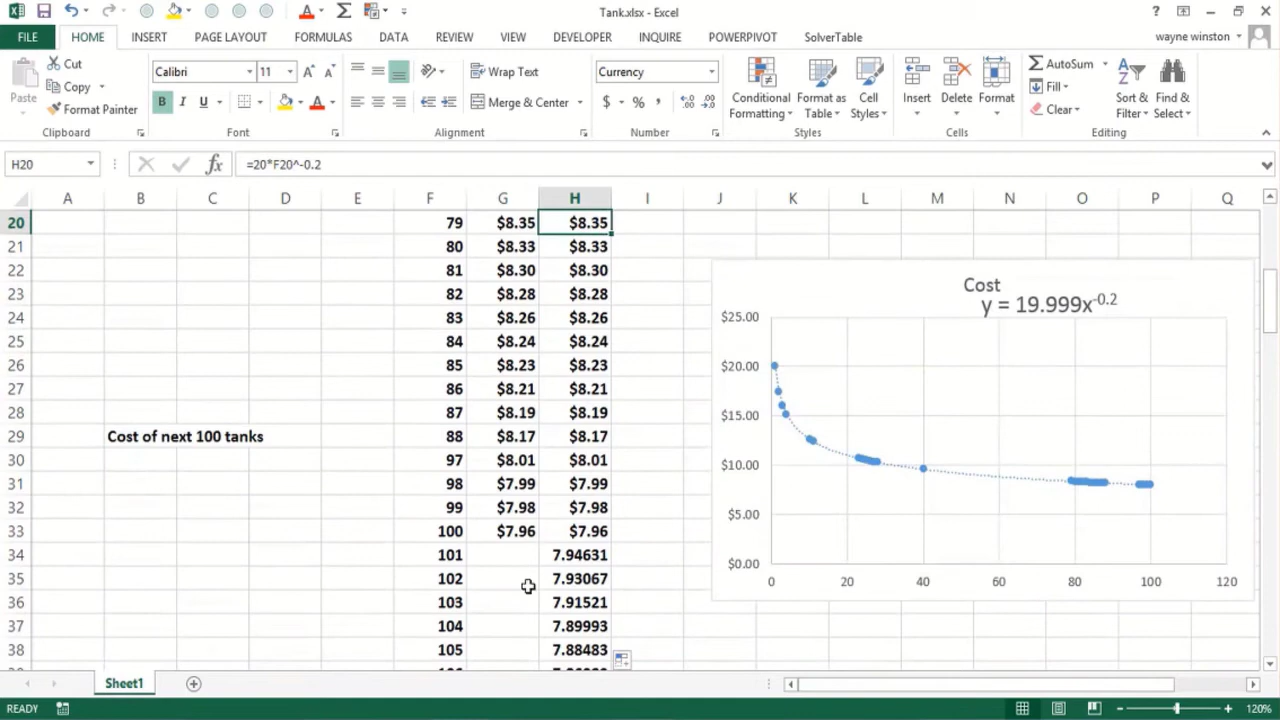 Tank.xlsx - Excel
FILE HOME INSERT PAGE LAYOUT FORMULAS DATA REVIEW VIEW DEVELOPER INQUIRE POWERPIVOT SolverTable wayne winston
Paste
Cut
Copy
Format Painter
Clipboard
Calibri 11
B I U
Font
Wrap Text
Merge & Center
Alignment
Currency
$ % ,
Number
Conditional Formatting
Format as Table
Cell Styles
Styles
Insert
Delete
Format
Cells
AutoSum
Fill
Clear
Sort & Filter
Find & Select
Editing
H20 fx =20*F20^-0.2
A B C D E F G H I J K L M N O P Q
20 79 $8.35 $8.35
21 80 $8.33 $8.33
22 81 $8.30 $8.30
23 82 $8.28 $8.28
24 83 $8.26 $8.26
25 84 $8.24 $8.24
26 85 $8.23 $8.23
27 86 $8.21 $8.21
28 87 $8.19 $8.19
29 Cost of next 100 tanks 88 $8.17 $8.17
30 97 $8.01 $8.01
31 98 $7.99 $7.99
32 99 $7.98 $7.98
33 100 $7.96 $7.96
34 101 7.94631
35 102 7.93067
36 103 7.91521
37 104 7.89993
38 105 7.88483
Cost
y = 19.999x-0.2
$25.00
$20.00
$15.00
$10.00
$5.00
$0.00
0 20 40 60 80 100 120
Sheet1
READY 120%